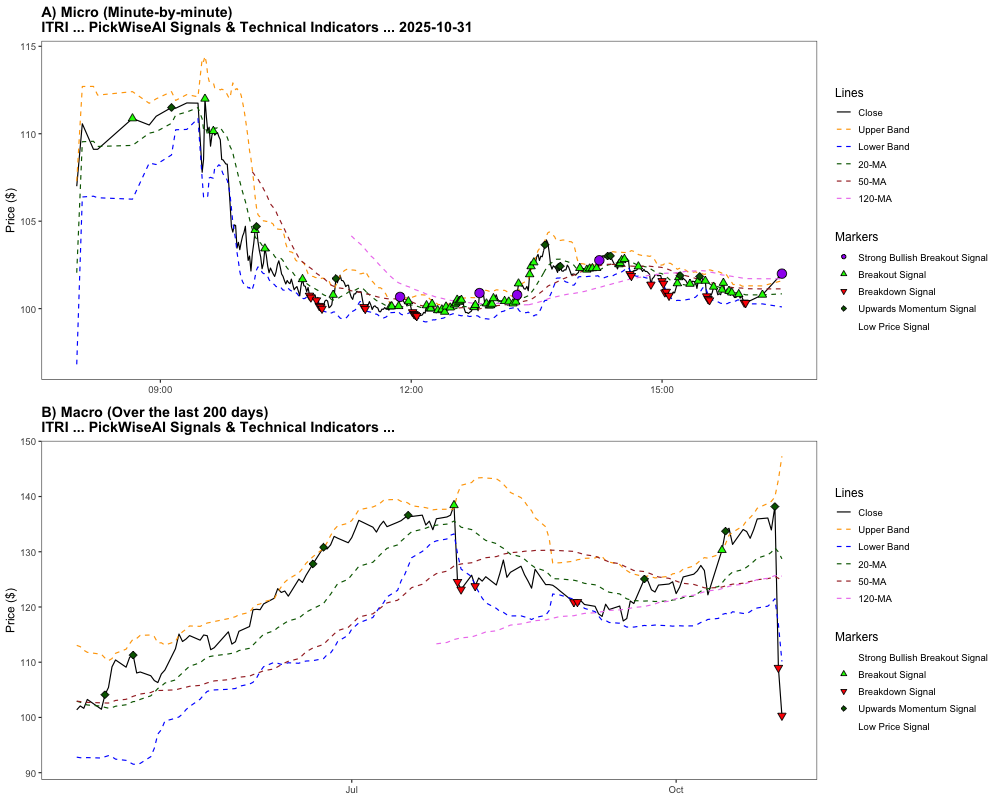 A) Micro (Minute-by-minute)
ITRI ... PickWiseAI Signals & Technical Indicators ... 2025-10-31
115
110
105
100
Price ($)
09:00
12:00
15:00
Lines
Close
Upper Band
Lower Band
20-MA
50-MA
120-MA
Markers
Strong Bullish Breakout Signal
Breakout Signal
Breakdown Signal
Upwards Momentum Signal
Low Price Signal
B) Macro (Over the last 200 days)
ITRI ... PickWiseAI Signals & Technical Indicators ...
150
140
130
120
110
100
90
Price ($)
Jul
Oct
Lines
Close
Upper Band
Lower Band
20-MA
50-MA
120-MA
Markers
Strong Bullish Breakout Signal
Breakout Signal
Breakdown Signal
Upwards Momentum Signal
Low Price Signal